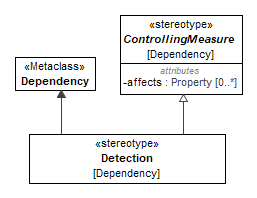 «stereotype»
ControllingMeasure
[Dependency]
attributes
-affects : Property [0..*]
«Metaclass»
Dependency
«stereotype»
Detection
[Dependency]